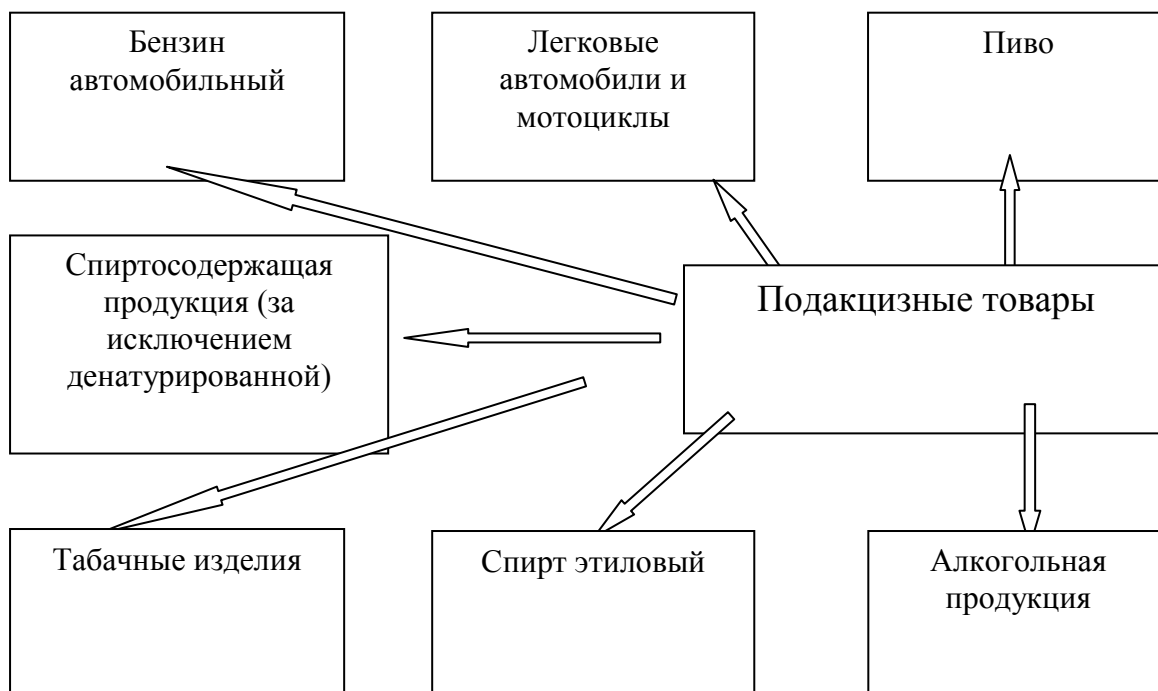 Бензин
автомобильный
Легковые
автомобили и
мотоциклы
Пиво
Спиртосодержащая
продукция (за
исключением
денатурированной)
Подакцизные товары
Табачные изделия
Спирт этиловый
Алкогольная
продукция